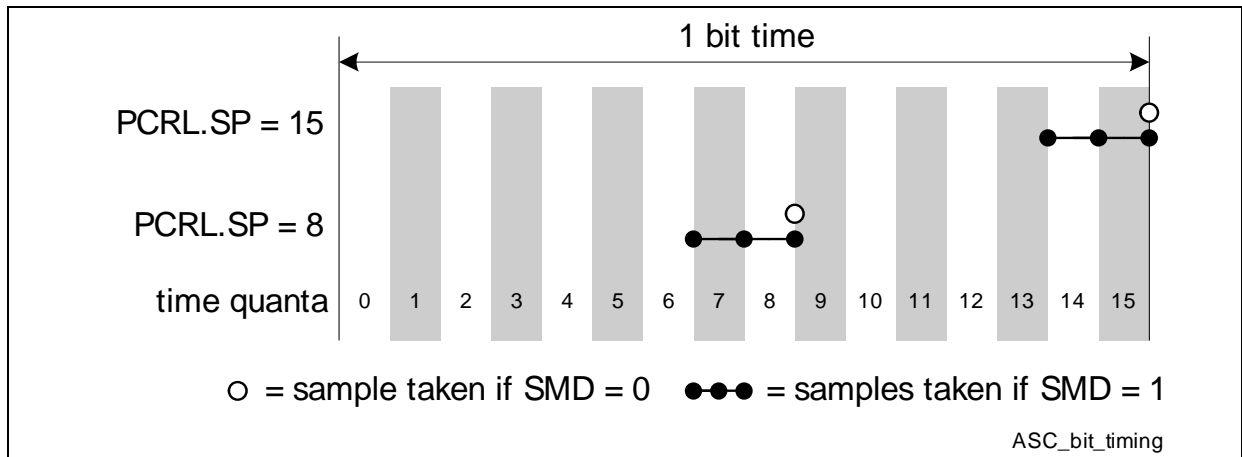 1 bit time
PCRL.SP = 15
PCRL.SP = 8
time quanta 0 1 2 3 4 5 6 7 8 9 10 11 12 13 14 15
= sample taken if SMD = 0 = samples taken if SMD = 1
ASC_bit_timing